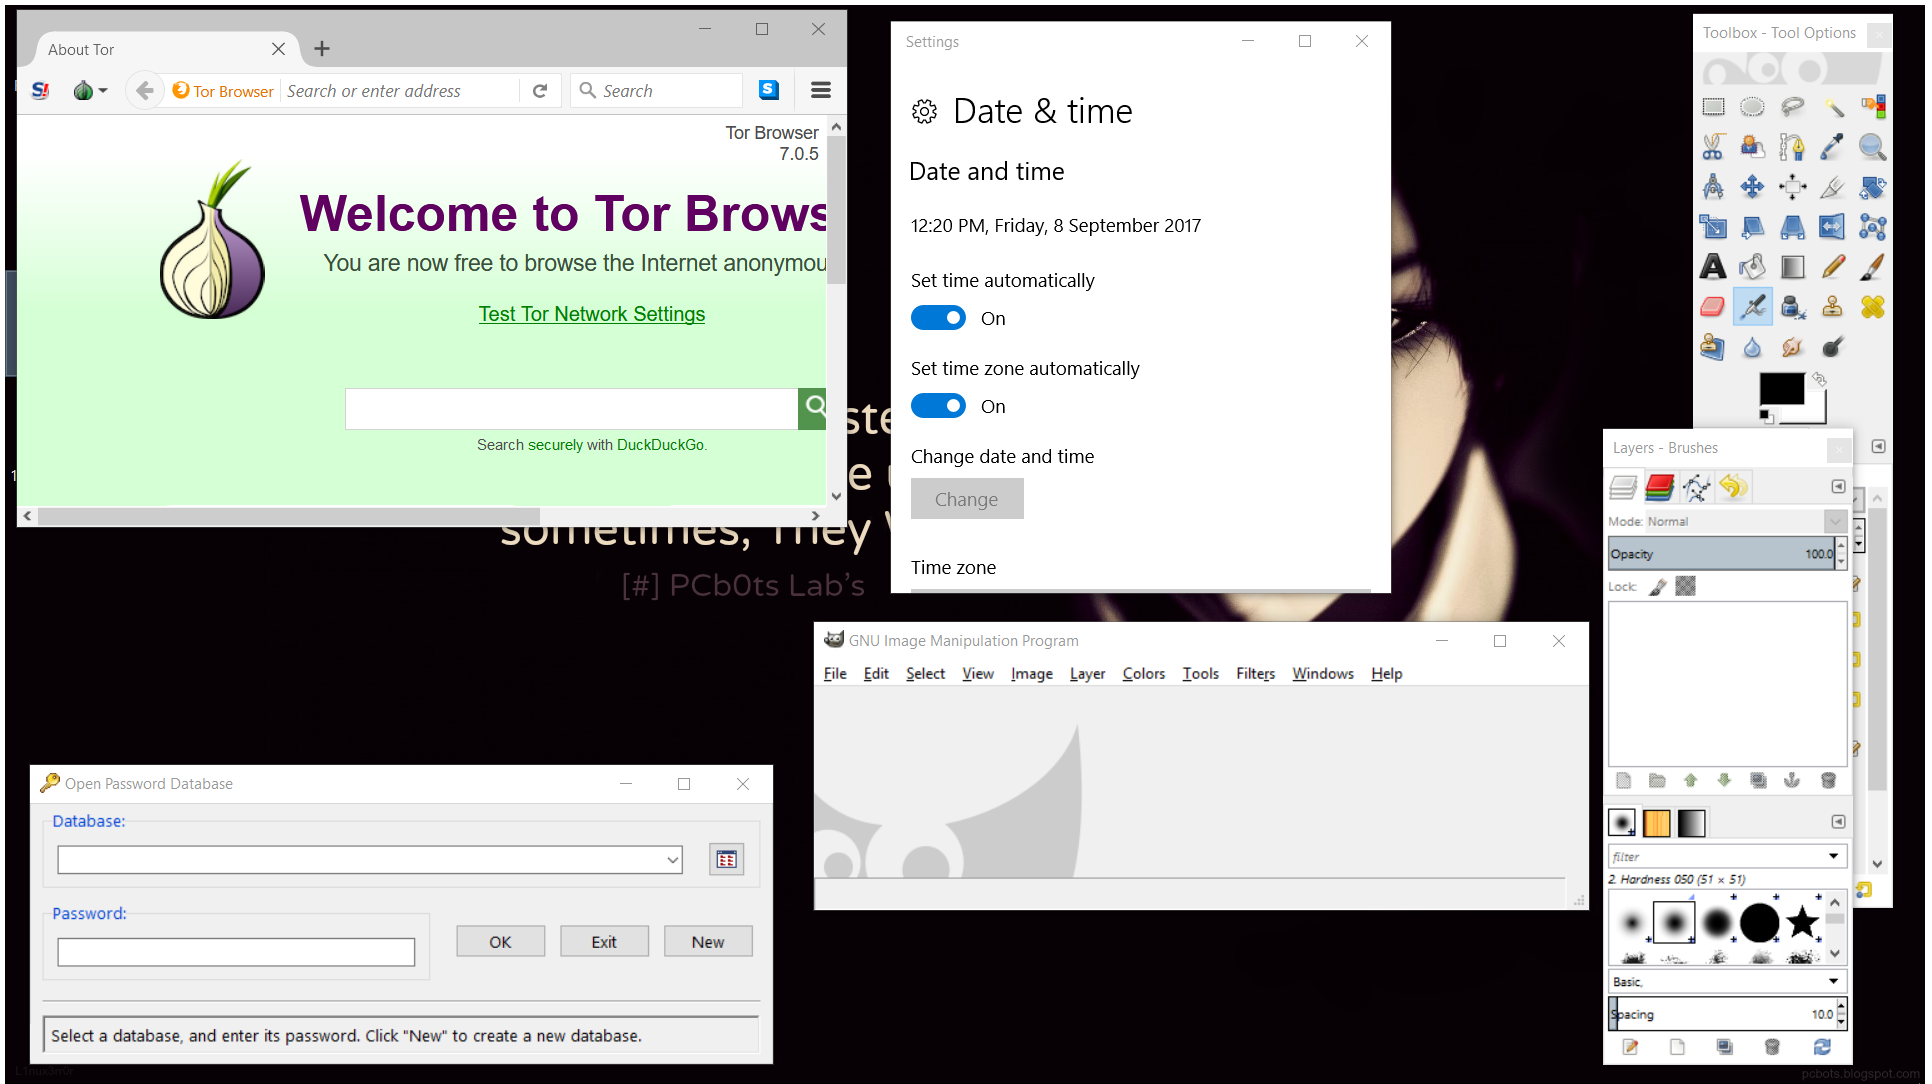 About Tor
Tor Browser
Search or enter address
Search
Tor Browser
7.0.5
Welcome to Tor Brows
You are now free to browse the Internet anonymou
Test Tor Network Settings
Search securely with DuckDuckGo.
Settings
Date & time
Date and time
12:20 PM, Friday, 8 September 2017
Set time automatically
On
Set time zone automatically
On
Change date and time
Change
Time zone
sometimes, They
[#] PCb0ts Lab's
GNU Image Manipulation Program
File Edit Select View Image Layer Colors Tools Filters Windows Help
Open Password Database
Database:
Password:
OK Exit New
Select a database, and enter its password. Click "New" to create a new database.
Toolbox - Tool Options
Layers - Brushes
Mode: Normal
Opacity 100.0
Lock:
filter
2. Hardness 050 (51 × 51)
Basic,
Spacing 10.0
pcbots.blogspot.com